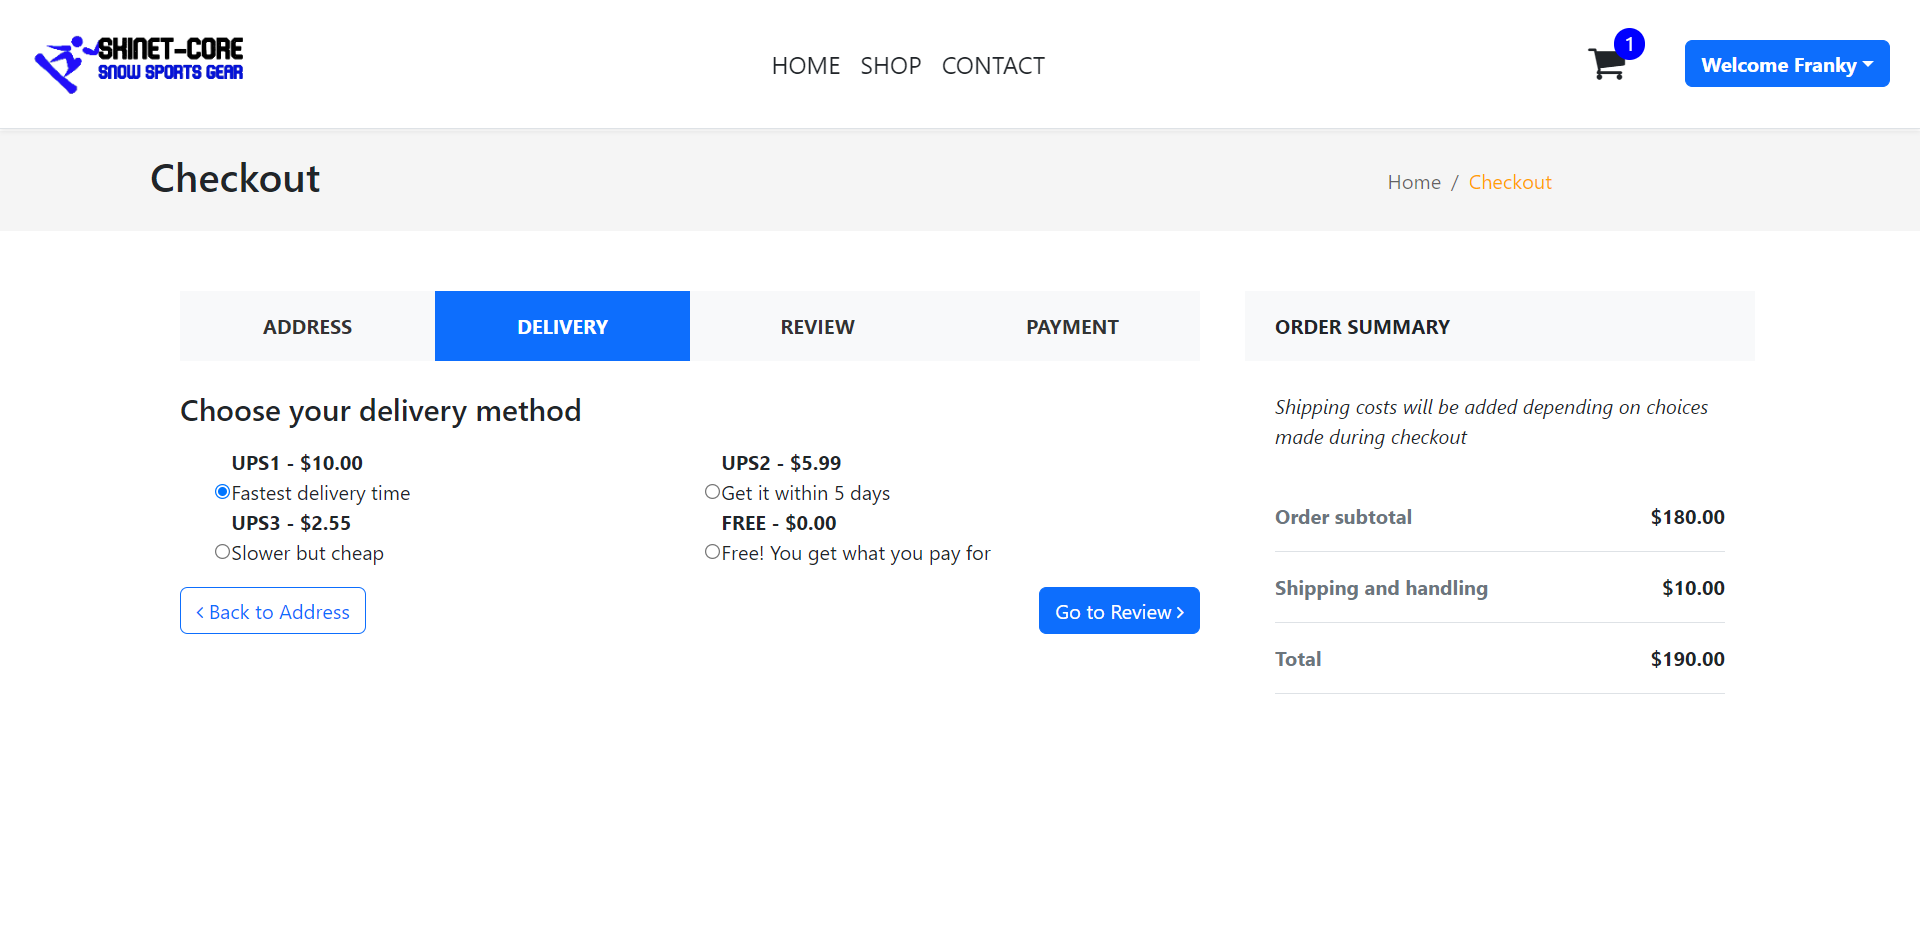 SKINET-CORE
SNOW SPORTS GEAR
HOME SHOP CONTACT
1
Welcome Franky
Checkout
Home / Checkout
ADDRESS DELIVERY REVIEW PAYMENT
ORDER SUMMARY
Choose your delivery method
UPS1 - $10.00
Fastest delivery time
UPS2 - $5.99
Get it within 5 days
UPS3 - $2.55
Slower but cheap
FREE - $0.00
Free! You get what you pay for
< Back to Address
Go to Review >
Shipping costs will be added depending on choices
made during checkout
Order subtotal $180.00
Shipping and handling $10.00
Total $190.00